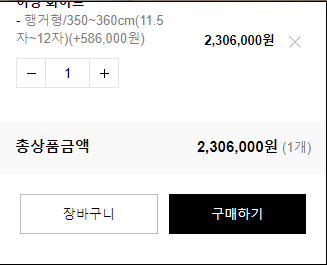 - 행거형/350~360cm(11.5
자~12자)(+586,000원)
2,306,000원
1
총상품금액 2,306,000원 (1개)
장바구니 구매하기